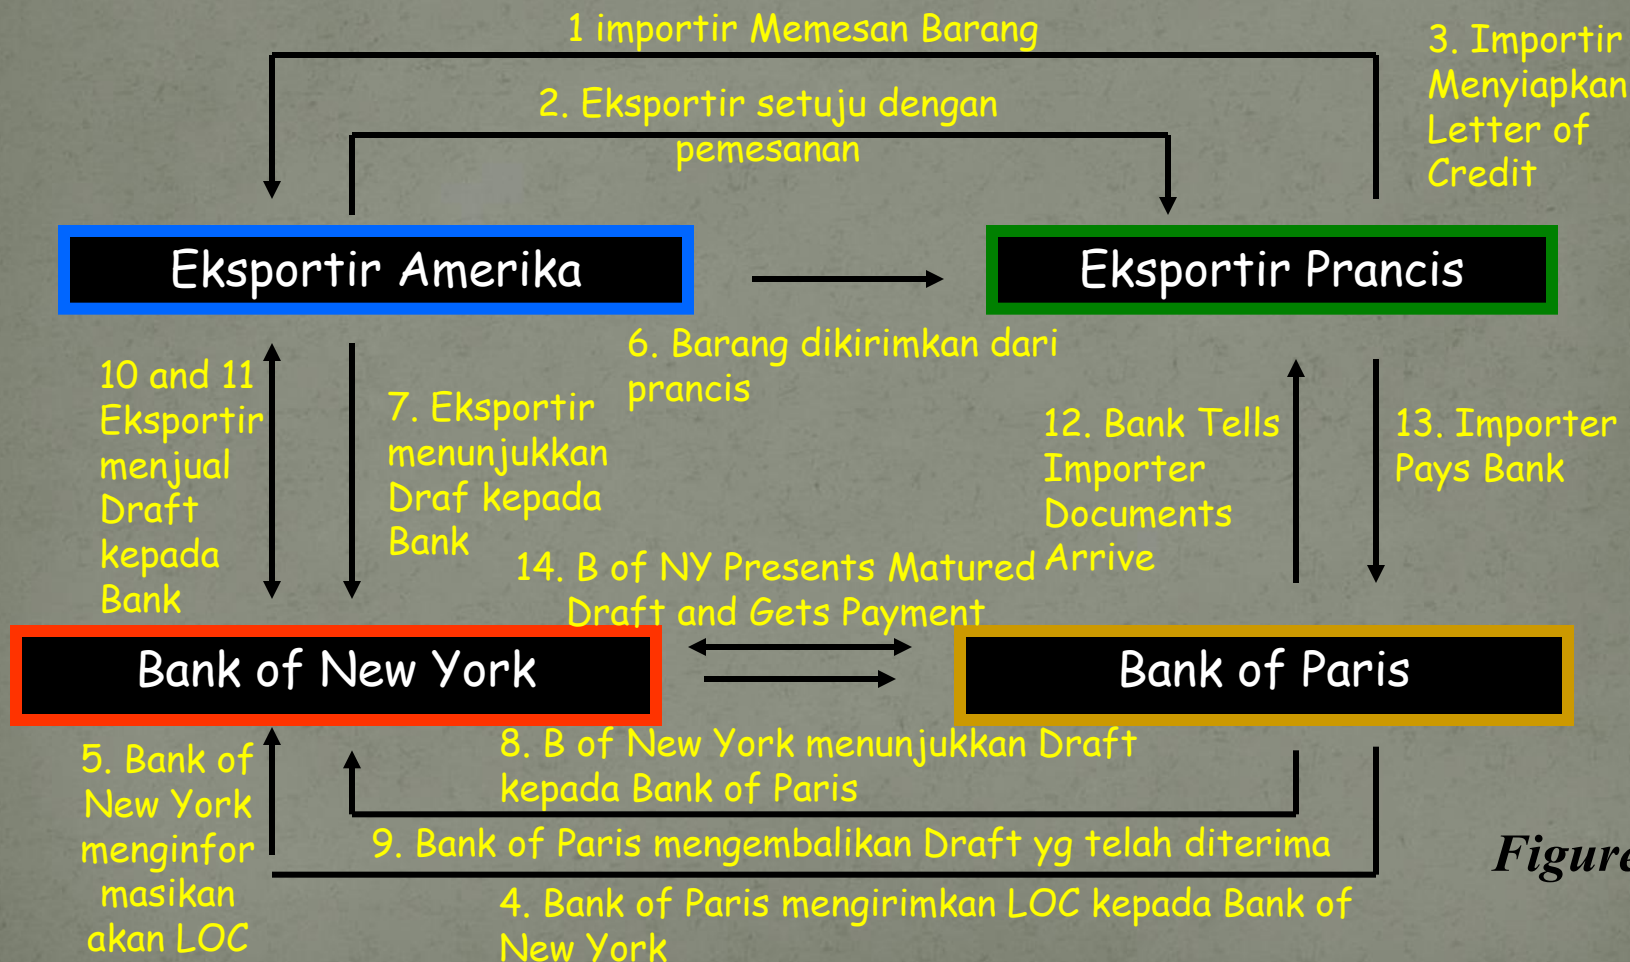 1 importir Memesan Barang
3. Importir
Menyiapkan
Letter of
Credit
2. Eksportir setuju dengan
pemesanan
Eksportir Amerika
Eksportir Prancis
6. Barang dikirimkan dari
prancis
10 and 11
Eksportir
menjual
Draft
kepada
Bank
7. Eksportir
menunjukkan
Draf kepada
Bank
12. Bank Tells
Importer
Documents
Arrive
13. Importer
Pays Bank
14. B of NY Presents Matured
Draft and Gets Payment
Bank of New York
Bank of Paris
5. Bank of
New York
menginfor
masikan
akan LOC
8. B of New York menunjukkan Draft
kepada Bank of Paris
9. Bank of Paris mengembalikan Draft yg telah diterima
4. Bank of Paris mengirimkan LOC kepada Bank of
New York
Figure